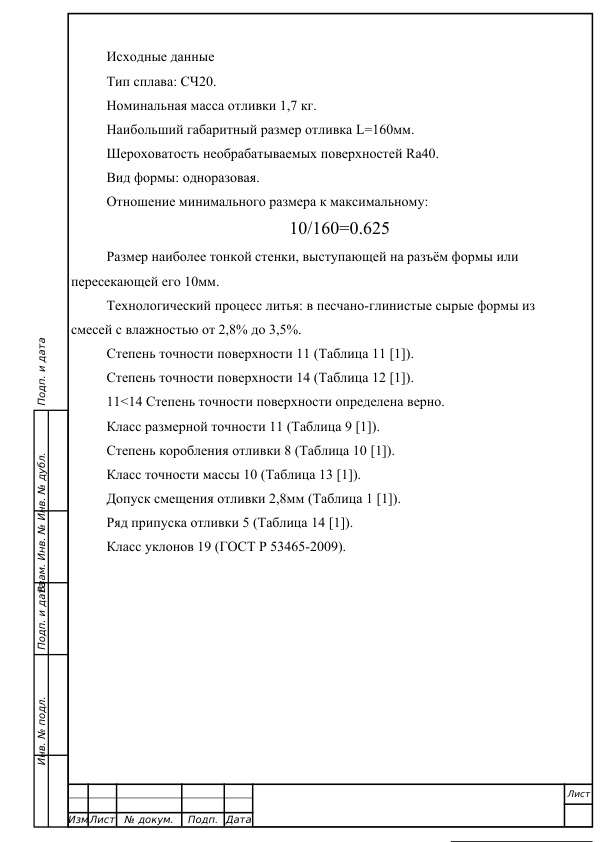 Исходные данные
Тип сплава: СЧ20.
Номинальная масса отливки 1,7 кг.
Наибольший габаритный размер отливка L=160мм.
Шероховатость необрабатываемых поверхностей Ra40.
Вид формы: одноразовая.
Отношение минимального размера к максимальному:
10/160=0.625
Размер наиболее тонкой стенки, выступающей на разъём формы или
пересекающей его 10мм.
Технологический процесс литья: в песчано-глинистые сырые формы из
смесей с влажностью от 2,8% до 3,5%.
Степень точности поверхности 11 (Таблица 11 [1]).
Степень точности поверхности 14 (Таблица 12 [1]).
11<14 Степень точности поверхности определена верно.
Класс размерной точности 11 (Таблица 9 [1]).
Степень коробления отливки 8 (Таблица 10 [1]).
Класс точности массы 10 (Таблица 13 [1]).
Допуск смещения отливки 2,8мм (Таблица 1 [1]).
Ряд припуска отливки 5 (Таблица 14 [1]).
Класс уклонов 19 (ГОСТ Р 53465-2009).
Подп. и дата
Инв. № дубл.
Взам. Инв. №
Подп. и дата
Инв. № подл.
Изм Лист № докум. Подп. Дата
Лист